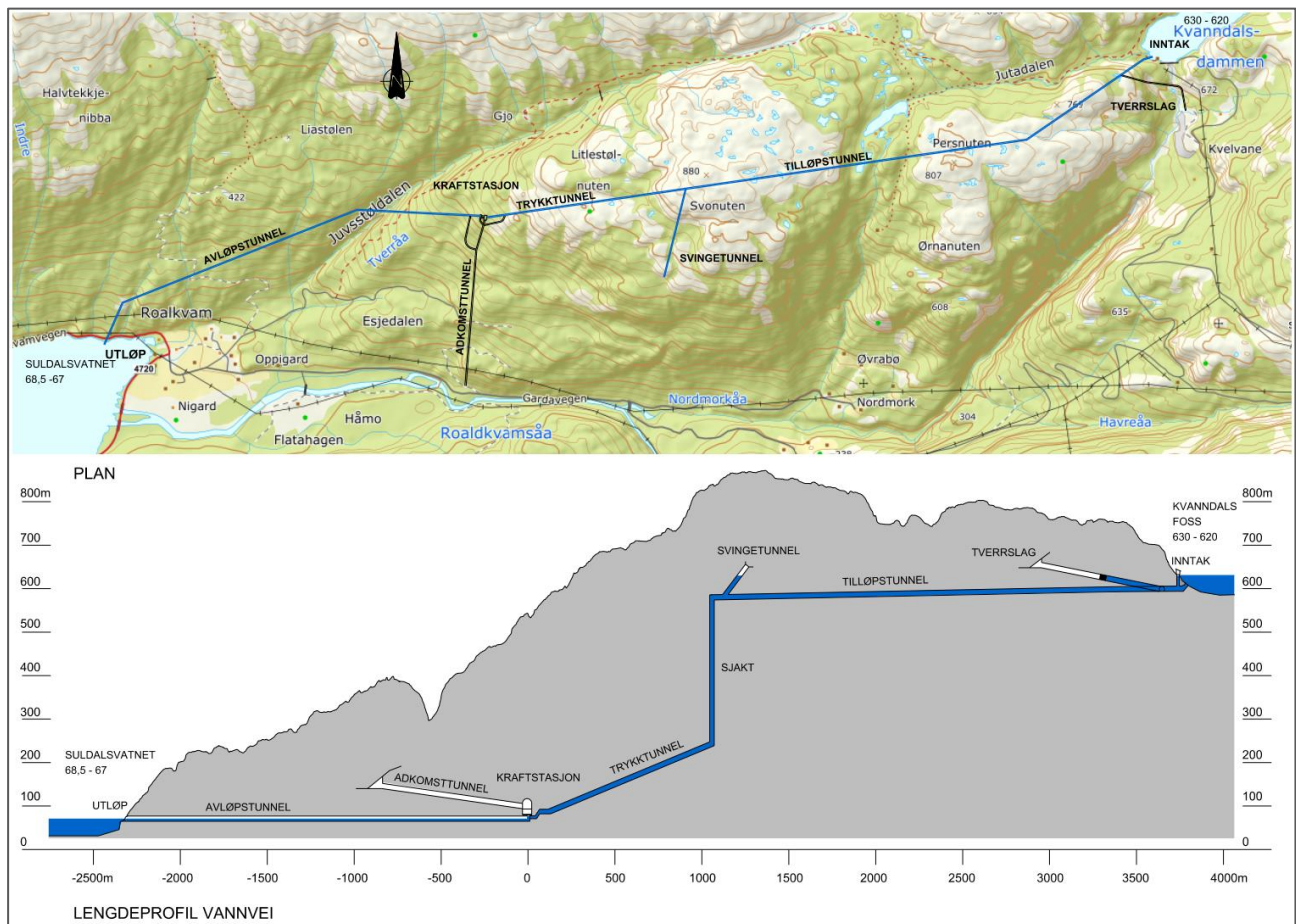 630 - 620
Kvanndals-
dammen
INNTAK
Jutadalen
Halvtekkje-
nibba
Indre
Liastølen
Gjo
769
672
TVERRSLAG
Persnuten
Kvelvane
Litlestøl-
nuten
TILLØPSTUNNEL
880
807
KRAFTSTASJON
422
TRYKKTUNNEL
Svonuten
Juvsstøldalen
Tverråa
AVLØPSTUNNEL
Ørnanuten
SVINGETUNNEL
ADKOMSTTUNNEL
608
635
Roalkvam
Esjedalen
vamvegen
SULDALSVATNET
68,5 -67
UTLØP
4720
Oppigard
Øvrabø
Nigard
Håmo
Gardavegen
Nordmorkåa
Nordmork
304
Havreåa
Flatahagen
Roaldkvamsåa
PLAN
800m
700
600
500
400
300
200
100
0
KVANNDALS
FOSS
630 - 620
INNTAK
800m
700
600
500
400
300
200
100
0
SVINGETUNNEL
TVERRSLAG
TILLØPSTUNNEL
SJAKT
TRYKKTUNNEL
SULDALSVATNET
68,5 - 67
ADKOMSTTUNNEL
KRAFTSTASJON
UTLØP
AVLØPSTUNNEL
-2500m -2000 -1500 -1000 -500 0 500 1000 1500 2000 2500 3000 3500 4000m
LENGDEPROFIL VANNVEI